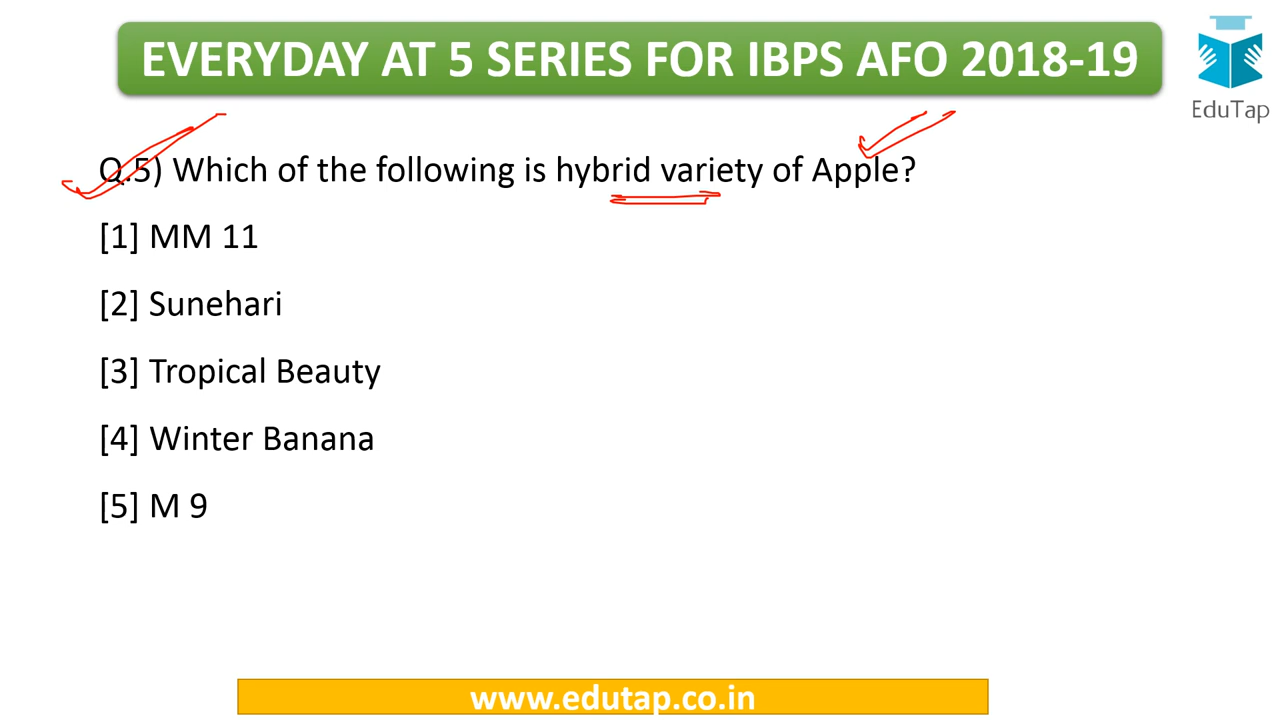 EVERYDAY AT 5 SERIES FOR IBPS AFO 2018-19
EduTap
Q.5) Which of the following is hybrid variety of Apple?
[1] MM 11
[2] Sunehari
[3] Tropical Beauty
[4] Winter Banana
[5] M 9
www.edutap.co.in